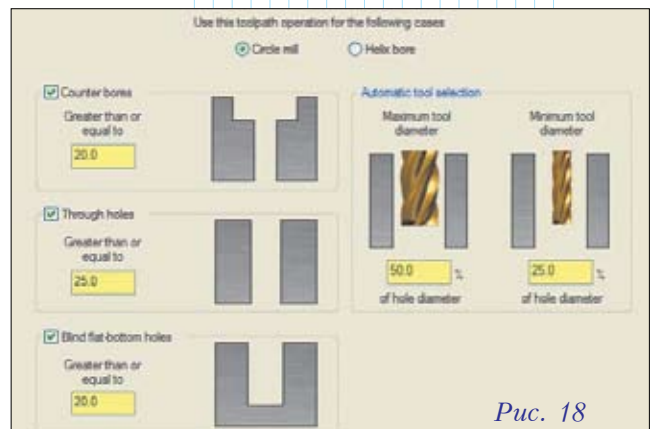 Use this toolpath operation for the following cases
Circle mill Helix bore
Counter bores
Greater than or
equal to
20.0
Automatic tool selection
Maximum tool
diameter
Minimum tool
diameter
50.0 %
of hole diameter
25.0 %
of hole diameter
Through holes
Greater than or
equal to
25.0
Blind flat-bottom holes
Greater than or
equal to
20.0
Рис. 18